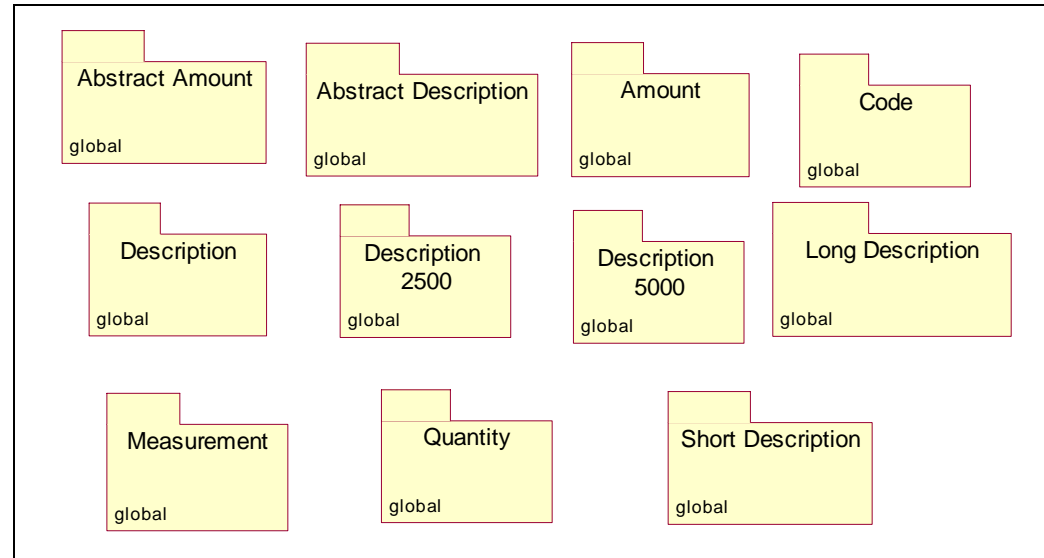 Abstract Amount
global
Abstract Description
global
Amount
global
Code
global
Description
global
Description
2500
global
Description
5000
global
Long Description
global
Measurement
global
Quantity
global
Short Description
global